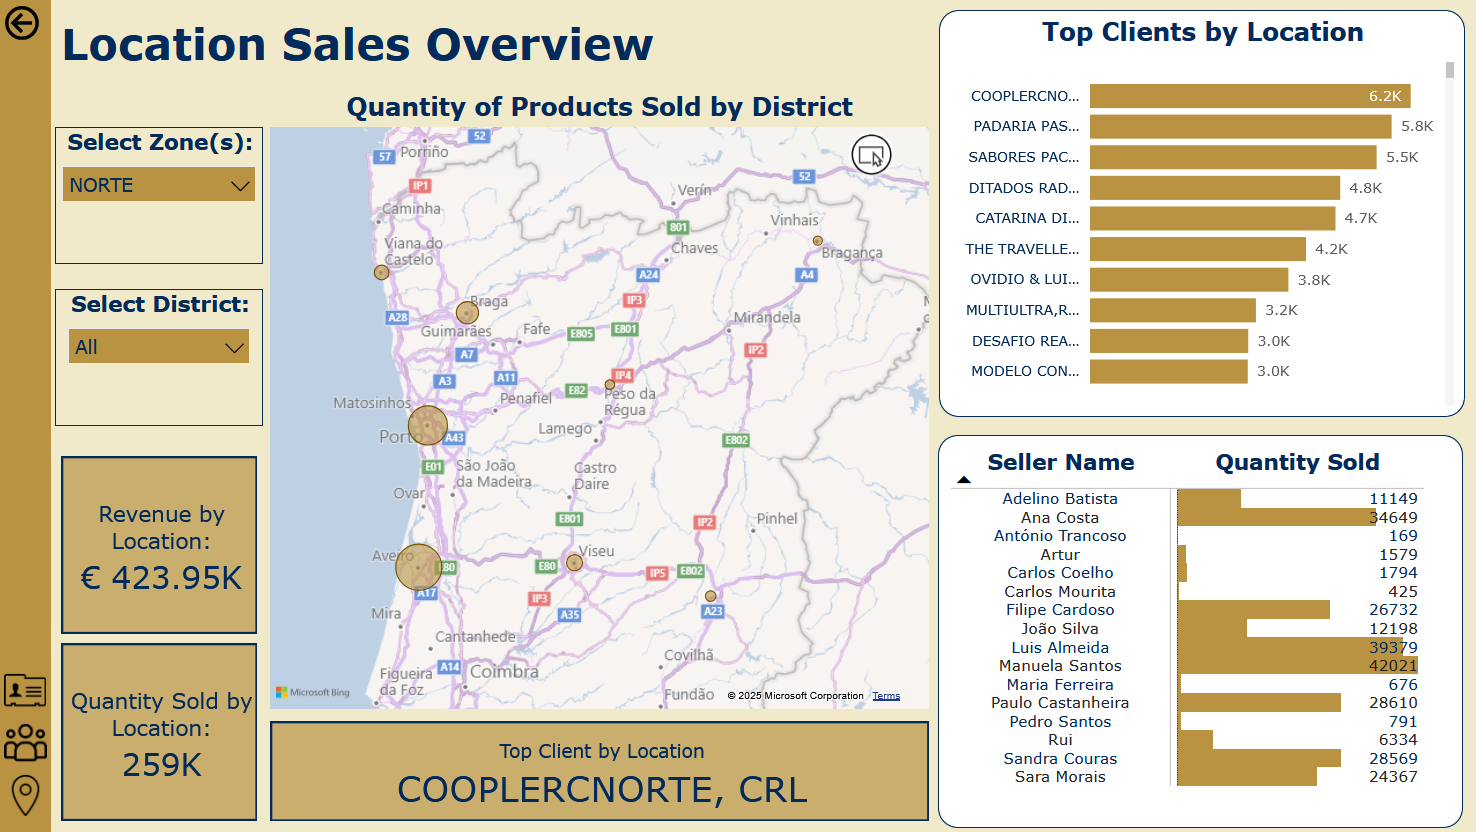 Location Sales Overview
Select Zone(s):
NORTE
Select District:
All
Revenue by
Location:
€ 423.95K
Quantity Sold by
Location:
259K
Quantity of Products Sold by District
52
57
Porriño
IP1
52
Verín
Caminha
Vinhais
801
Viana do
Castelo
Chaves
Bragança
A24
A4
Braga
IP3
A28
Mirandela
Guimarães
Fafe
E805
E801
A7
IP2
A3
A11
E82
IP4
Peso da
Régua
Matosinhos
Penafiel
Porto
A43
Lamego
E802
E01
São João
da Madeira
Castro
Daire
Ovar
E801
IP2
Pinhel
Aveiro
E80
E80
Viseu
IP5
E802
A17
IP3
A35
A23
Mira
Cantanhede
Covilhã
A14
Coimbra
Figueira
da Foz
Fundão
Microsoft Bing
© 2025 Microsoft Corporation Terms
Top Client by Location
COOPLERCNORTE, CRL
Top Clients by Location
COOPLERCNO... 6.2K
PADARIA PAS... 5.8K
SABORES PAC... 5.5K
DITADOS RAD... 4.8K
CATARINA DI... 4.7K
THE TRAVELLE... 4.2K
OVIDIO & LUI... 3.8K
MULTIULTRA,R... 3.2K
DESAFIO REA... 3.0K
MODELO CON... 3.0K
Seller Name Quantity Sold
Adelino Batista 11149
Ana Costa 34649
António Trancoso 169
Artur 1579
Carlos Coelho 1794
Carlos Mourita 425
Filipe Cardoso 26732
João Silva 12198
Luis Almeida 39379
Manuela Santos 42021
Maria Ferreira 676
Paulo Castanheira 28610
Pedro Santos 791
Rui 6334
Sandra Couras 28569
Sara Morais 24367